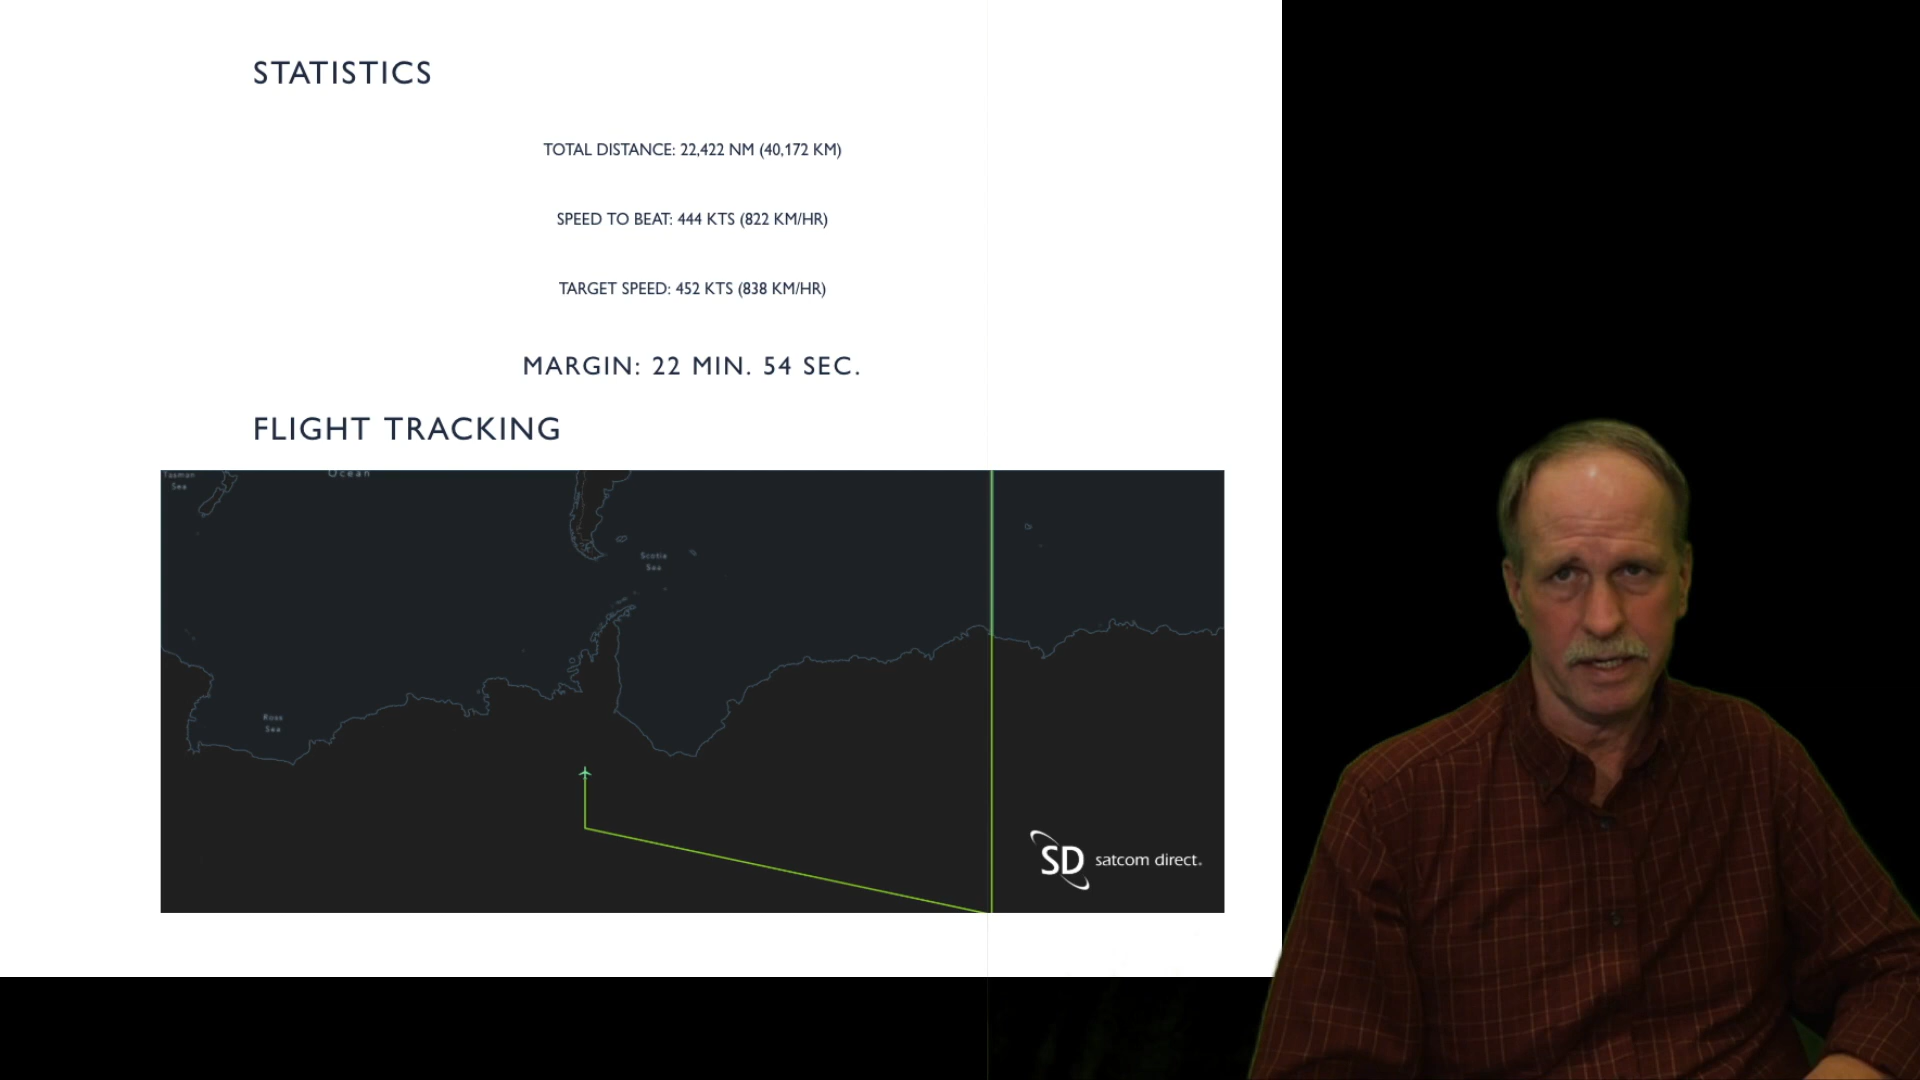 STATISTICS
TOTAL DISTANCE: 22,422 NM (40,172 KM)
SPEED TO BEAT: 444 KTS (822 KM/HR)
TARGET SPEED: 452 KTS (838 KM/HR)
MARGIN: 22 MIN. 54 SEC.
FLIGHT TRACKING
Tasman
Sea
Ocean
Scotia
Sea
Ross
Sea
SD satcom direct.